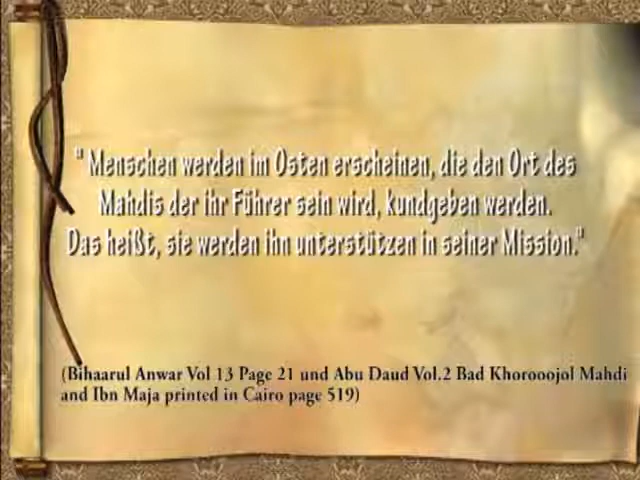 " Menschen werden im Osten erscheinen, die den Ort des
Mahdis der ihr Führer sein wird, kundgeben werden.
Das heißt, sie werden ihn unterstützen in seiner Mission."
(Bihaarul Anwar Vol 13 Page 21 und Abu Daud Vol.2 Bad Khorooojol Mahdi
and Ibn Maja printed in Cairo page 519)